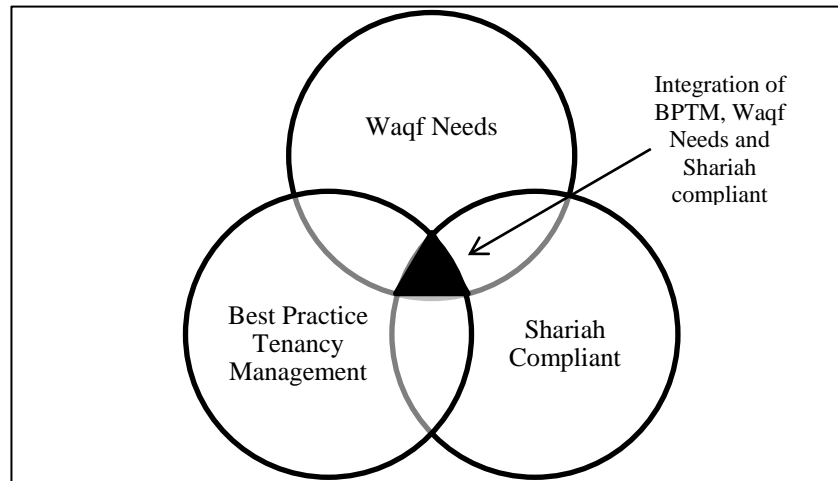 Waqf Needs
Integration of
BPTM, Waqf
Needs and
Shariah
compliant
Best Practice
Tenancy
Management
Shariah
Compliant